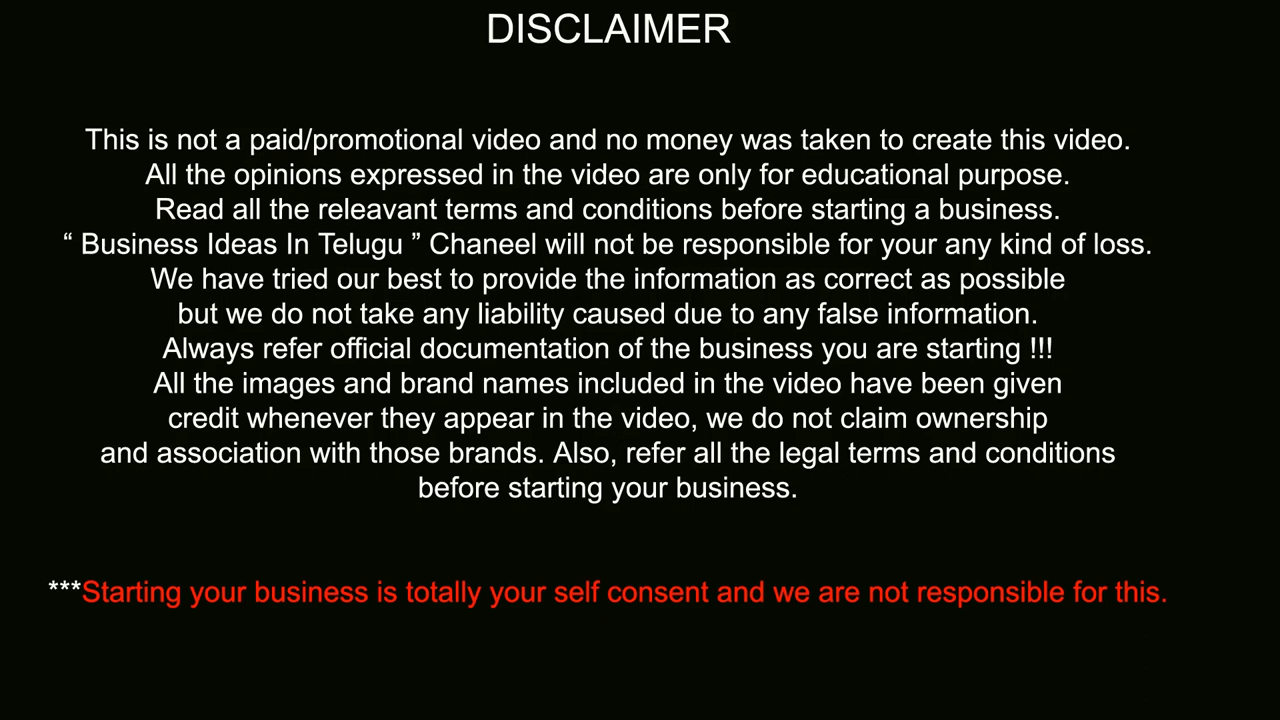 DISCLAIMER
This is not a paid/promotional video and no money was taken to create this video.
All the opinions expressed in the video are only for educational purpose.
Read all the releavant terms and conditions before starting a business.
“ Business Ideas In Telugu ” Chaneel will not be responsible for your any kind of loss.
We have tried our best to provide the information as correct as possible
but we do not take any liability caused due to any false information.
Always refer official documentation of the business you are starting !!!
All the images and brand names included in the video have been given
credit whenever they appear in the video, we do not claim ownership
and association with those brands. Also, refer all the legal terms and conditions
before starting your business.
***Starting your business is totally your self consent and we are not responsible for this.